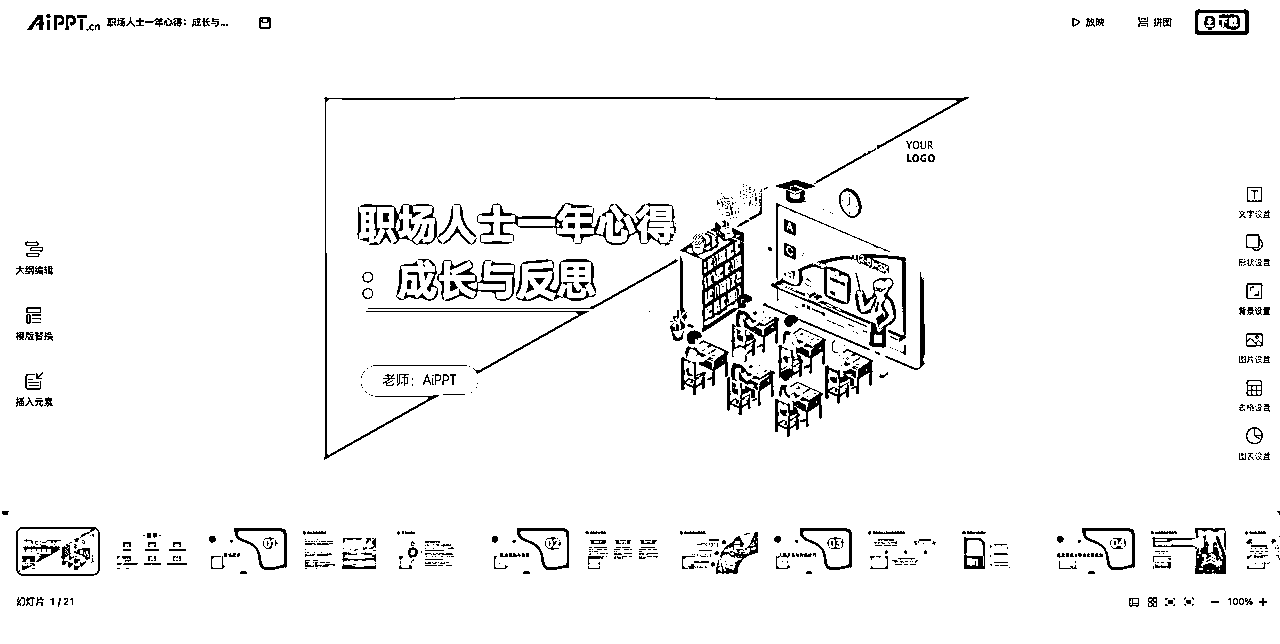 AiPPT.cn 职场人士一年心得：成长与...
放映
拼图
下载
YOUR
LOGO
职场人士一年心得
：成长与反思
老师：AiPPT
大纲编辑
模版替换
插入元素
A
C
文字设置
形状设置
背景设置
图片设置
表格设置
图表设置
01
02
03
04
幻灯片 1 / 21
100%